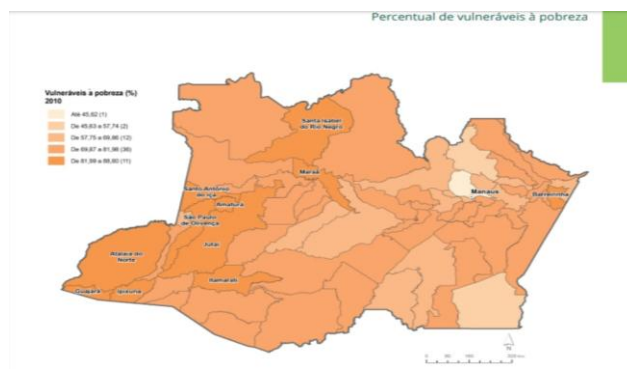 Percentual de vulneráveis à pobreza
Vulneráveis à pobreza (%)
2010
Até 45,62 (1)
De 45,63 a 57,74 (2)
De 57,75 a 69,86 (12)
De 69,87 a 81,98 (36)
De 81,99 a 88,60 (11)
Santa Isabel
do Rio Negro
Maraã
Santo Antônio
do Içá
Amaturá
São Paulo
de Olivença
Jutaí
Atalaia do
Norte
Itamarati
Guajará
Ipixuna
Manaus
Barreirinha